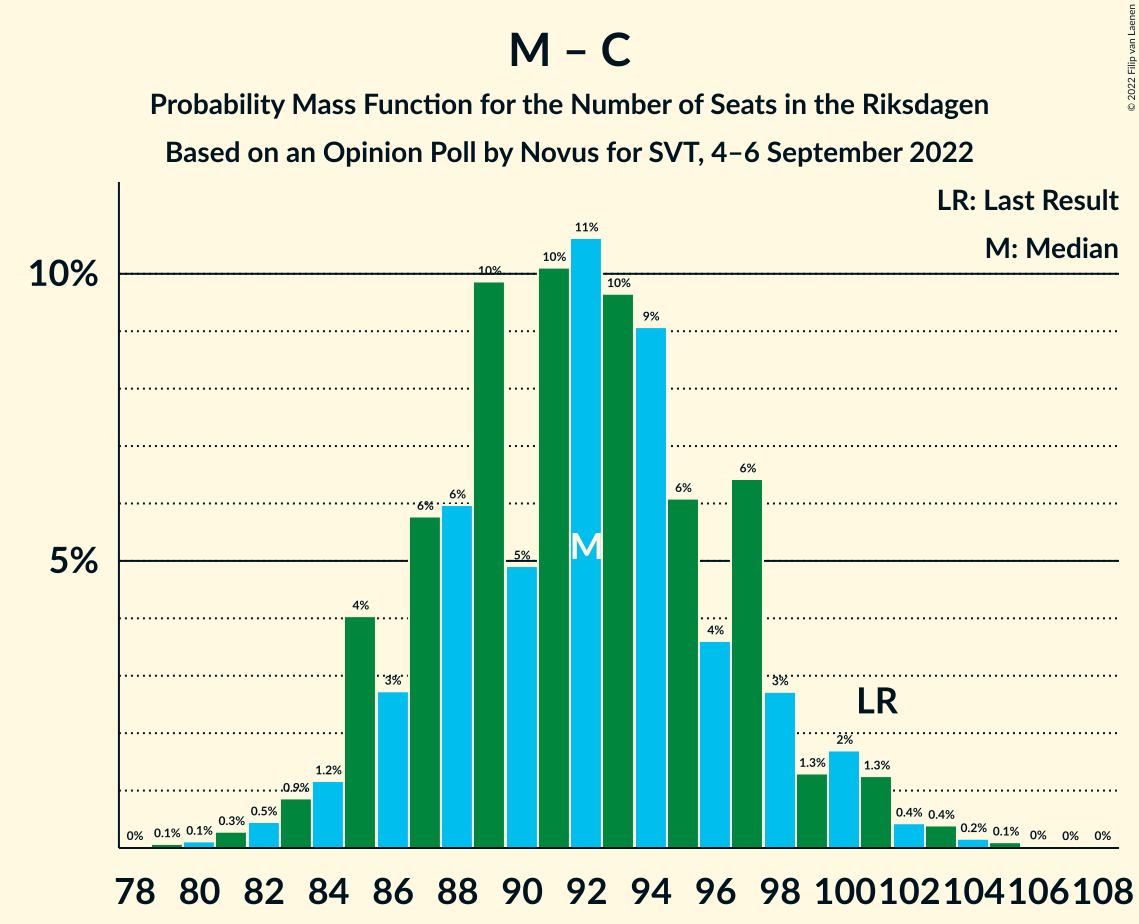 © 2022 Filip van Laenen
M – C
Probability Mass Function for the Number of Seats in the Riksdagen
Based on an Opinion Poll by Novus for SVT, 4–6 September 2022
LR: Last Result
M: Median
10%
5%
0% 0.1% 0.1% 0.3% 0.5% 0.9% 1.2% 4% 3% 6% 6% 10% 5% 10% 11% 10% 9% 6% 4% 6% 3% 1.3% 2% 1.3% 0.4% 0.4% 0.2% 0.1% 0% 0% 0%
M
LR
78 80 82 84 86 88 90 92 94 96 98 100 102 104 106 108